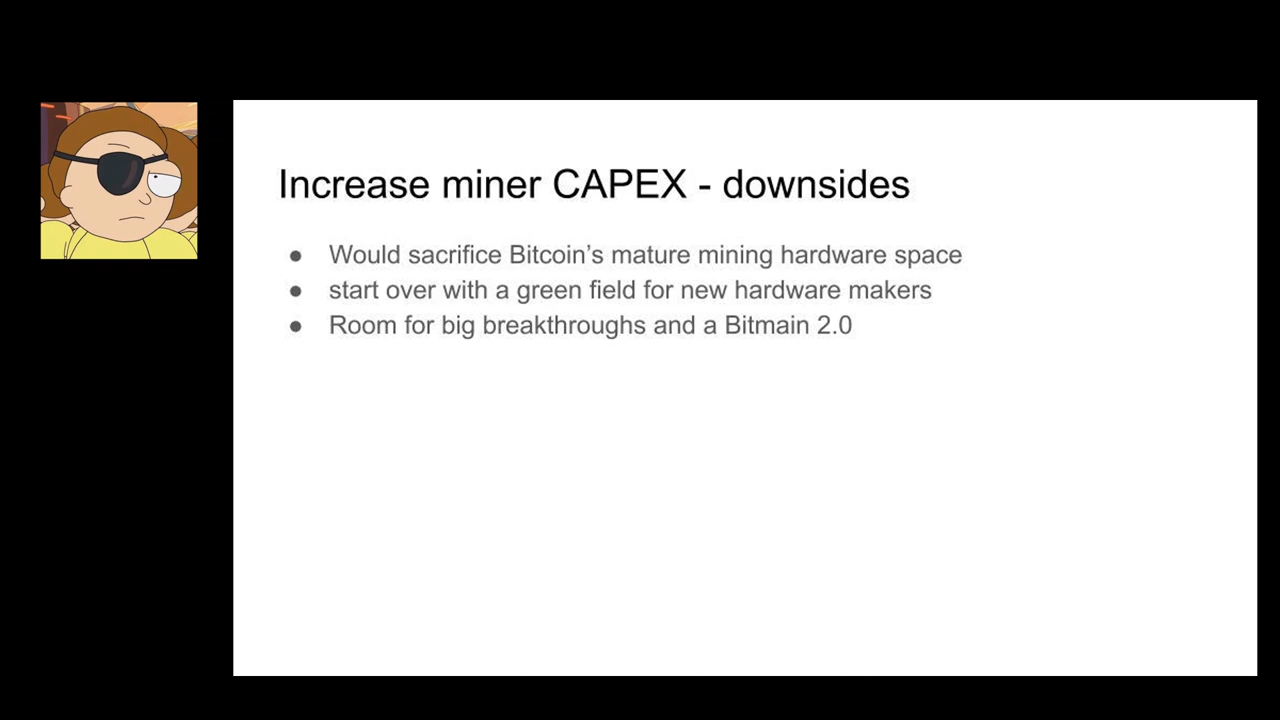 Increase miner CAPEX - downsides
● Would sacrifice Bitcoin’s mature mining hardware space
● start over with a green field for new hardware makers
● Room for big breakthroughs and a Bitmain 2.0